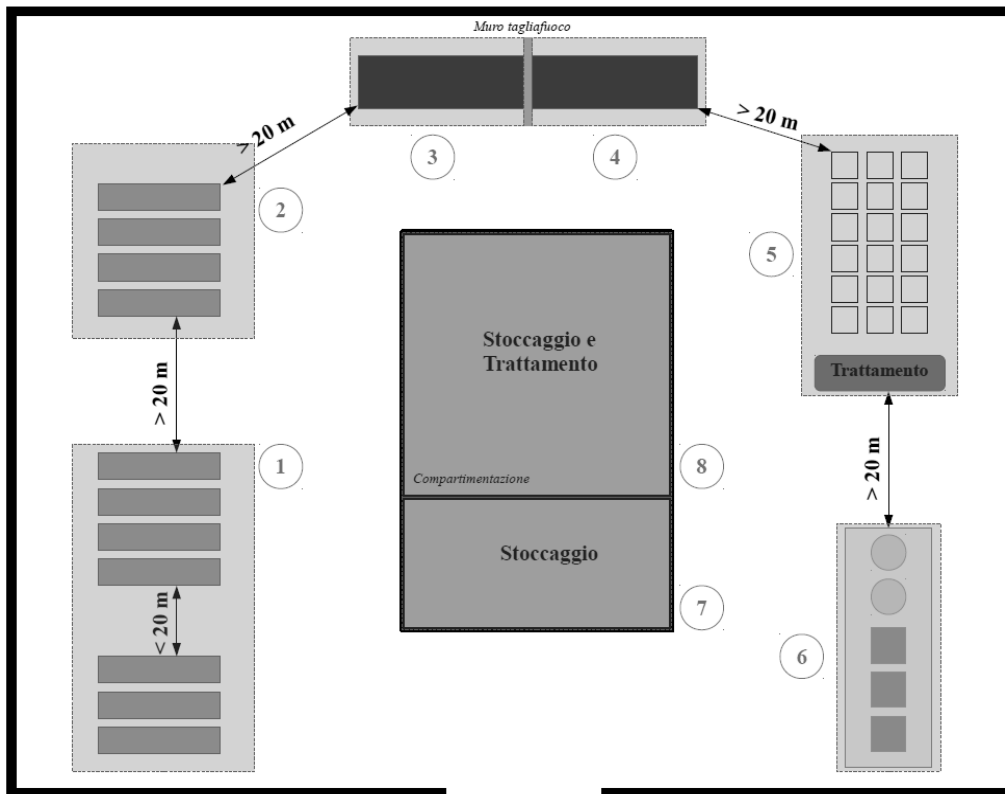 Muro tagliafuoco
> 20 m
> 20 m
3
4
2
5
Stoccaggio e
Trattamento
Trattamento
> 20 m
> 20 m
1
8
Compartimentazione
Stoccaggio
< 20 m
7
6